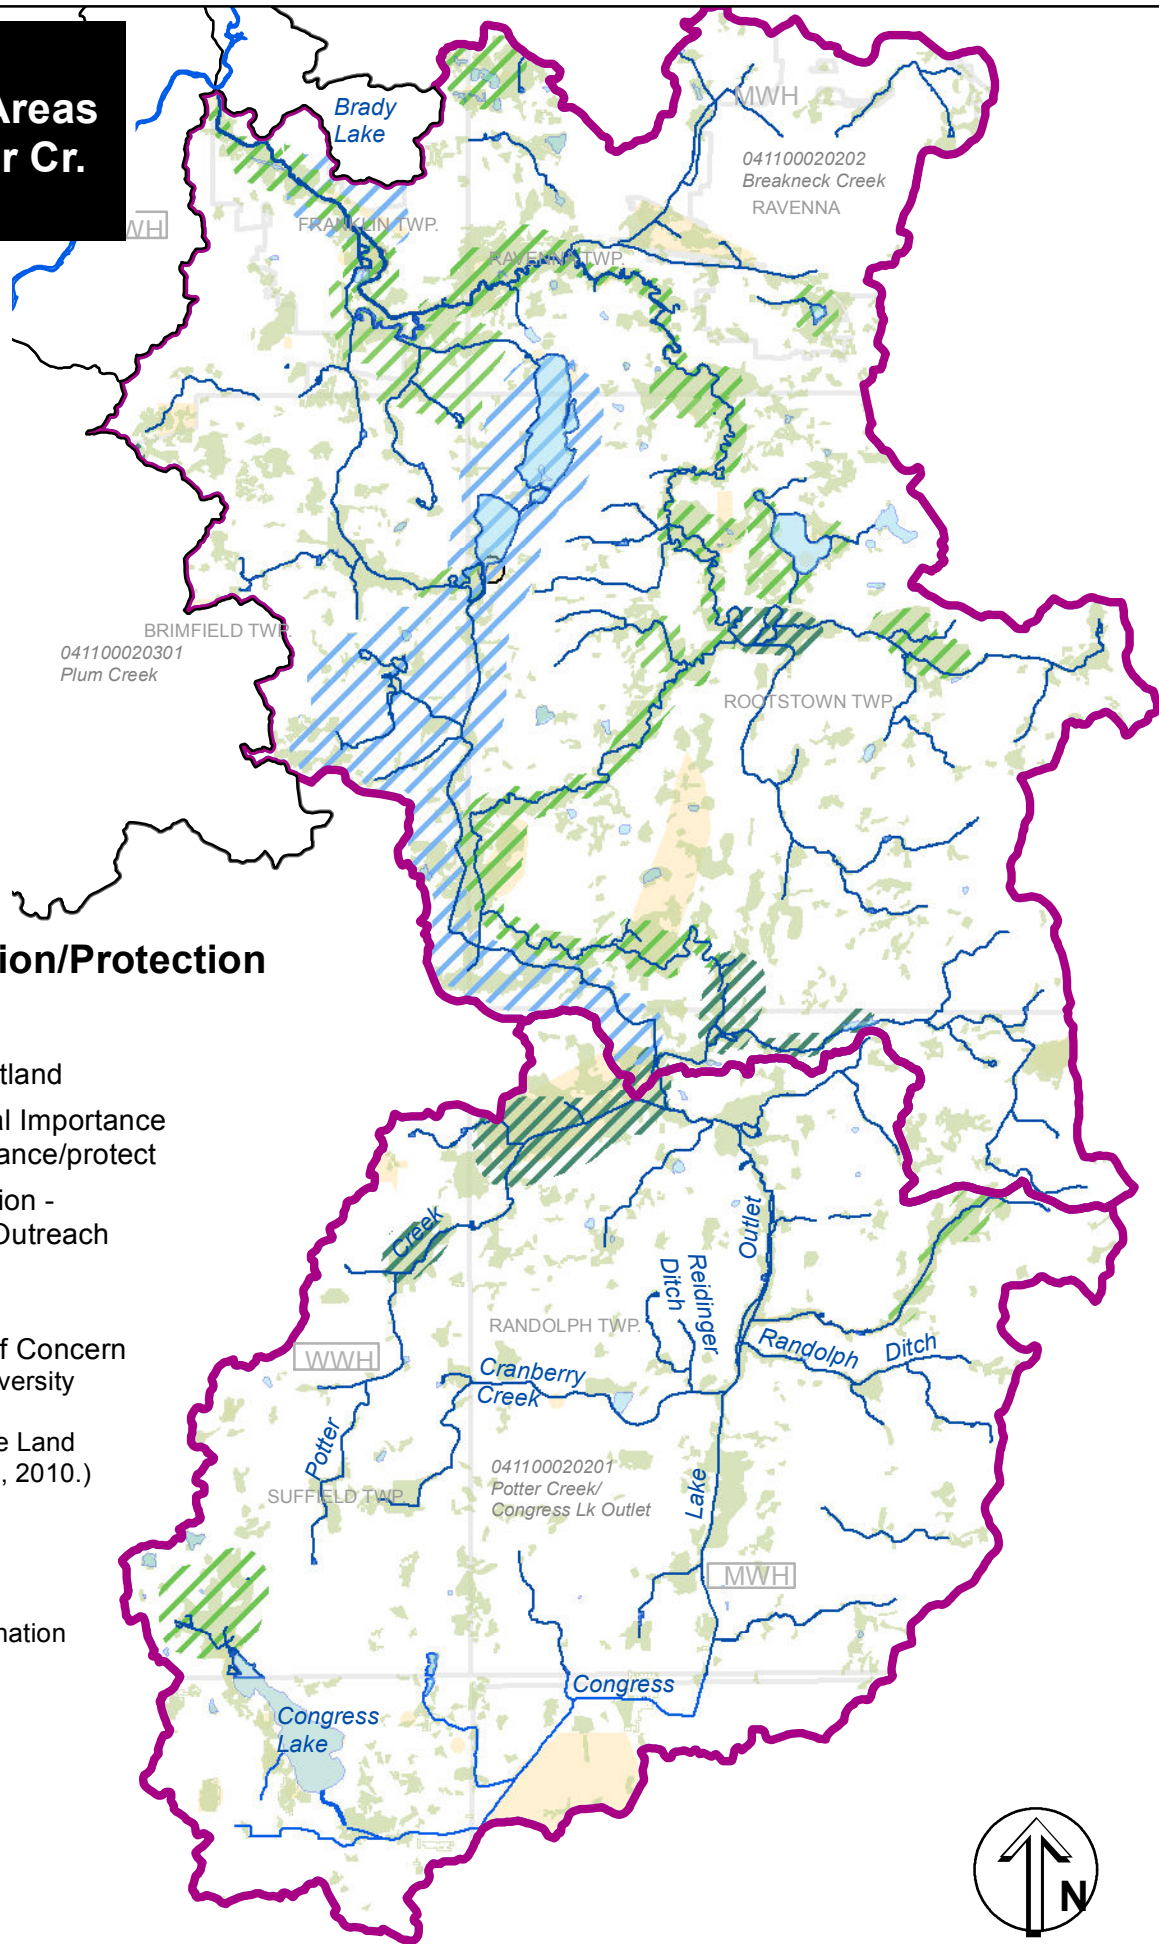 Areas
r Cr.
Brady
Lake
MWH
041100020202
Breakneck Creek
RAVENNA
WH
FRANKLIN TWP.
RAVENNA TWP.
BRIMFIELD TWP.
041100020301
Plum Creek
ROOTSTOWN TWP.
ion/Protection
tland
al Importance
ance/protect
ion -
Outreach
f Concern
versity
e Land
, 2010.)
nation
Creek
Outlet
Reidinger
Ditch
RANDOLPH TWP.
Randolph
Ditch
WWH
Cranberry
Creek
Potter
041100020201
Potter Creek/
Congress Lk Outlet
Lake
SUFFIELD TWP.
MWH
Congress
Congress
Lake
N